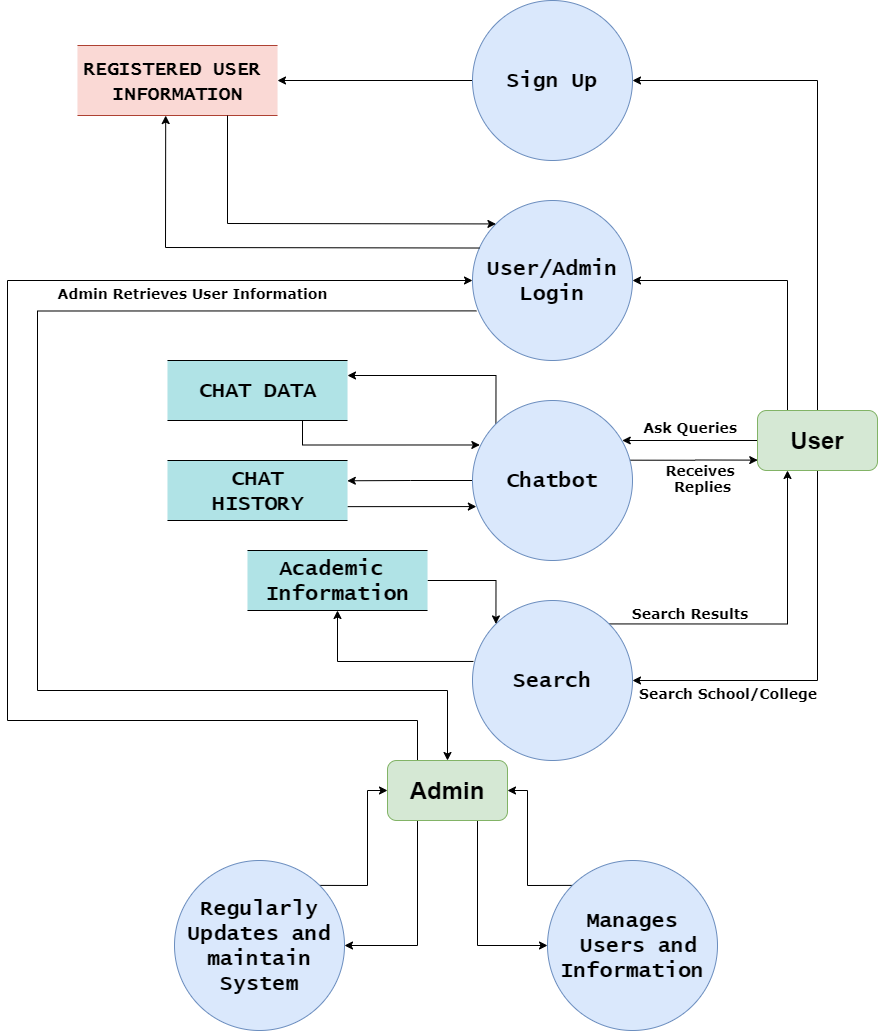 REGISTERED USER
INFORMATION
Sign Up
User/Admin
Login
Admin Retrieves User Information
CHAT DATA
Ask Queries
User
CHAT
HISTORY
Chatbot
Receives
Replies
Academic
Information
Search Results
Search
Search School/College
Admin
Regularly
Updates and
maintain
System
Manages
Users and
Information